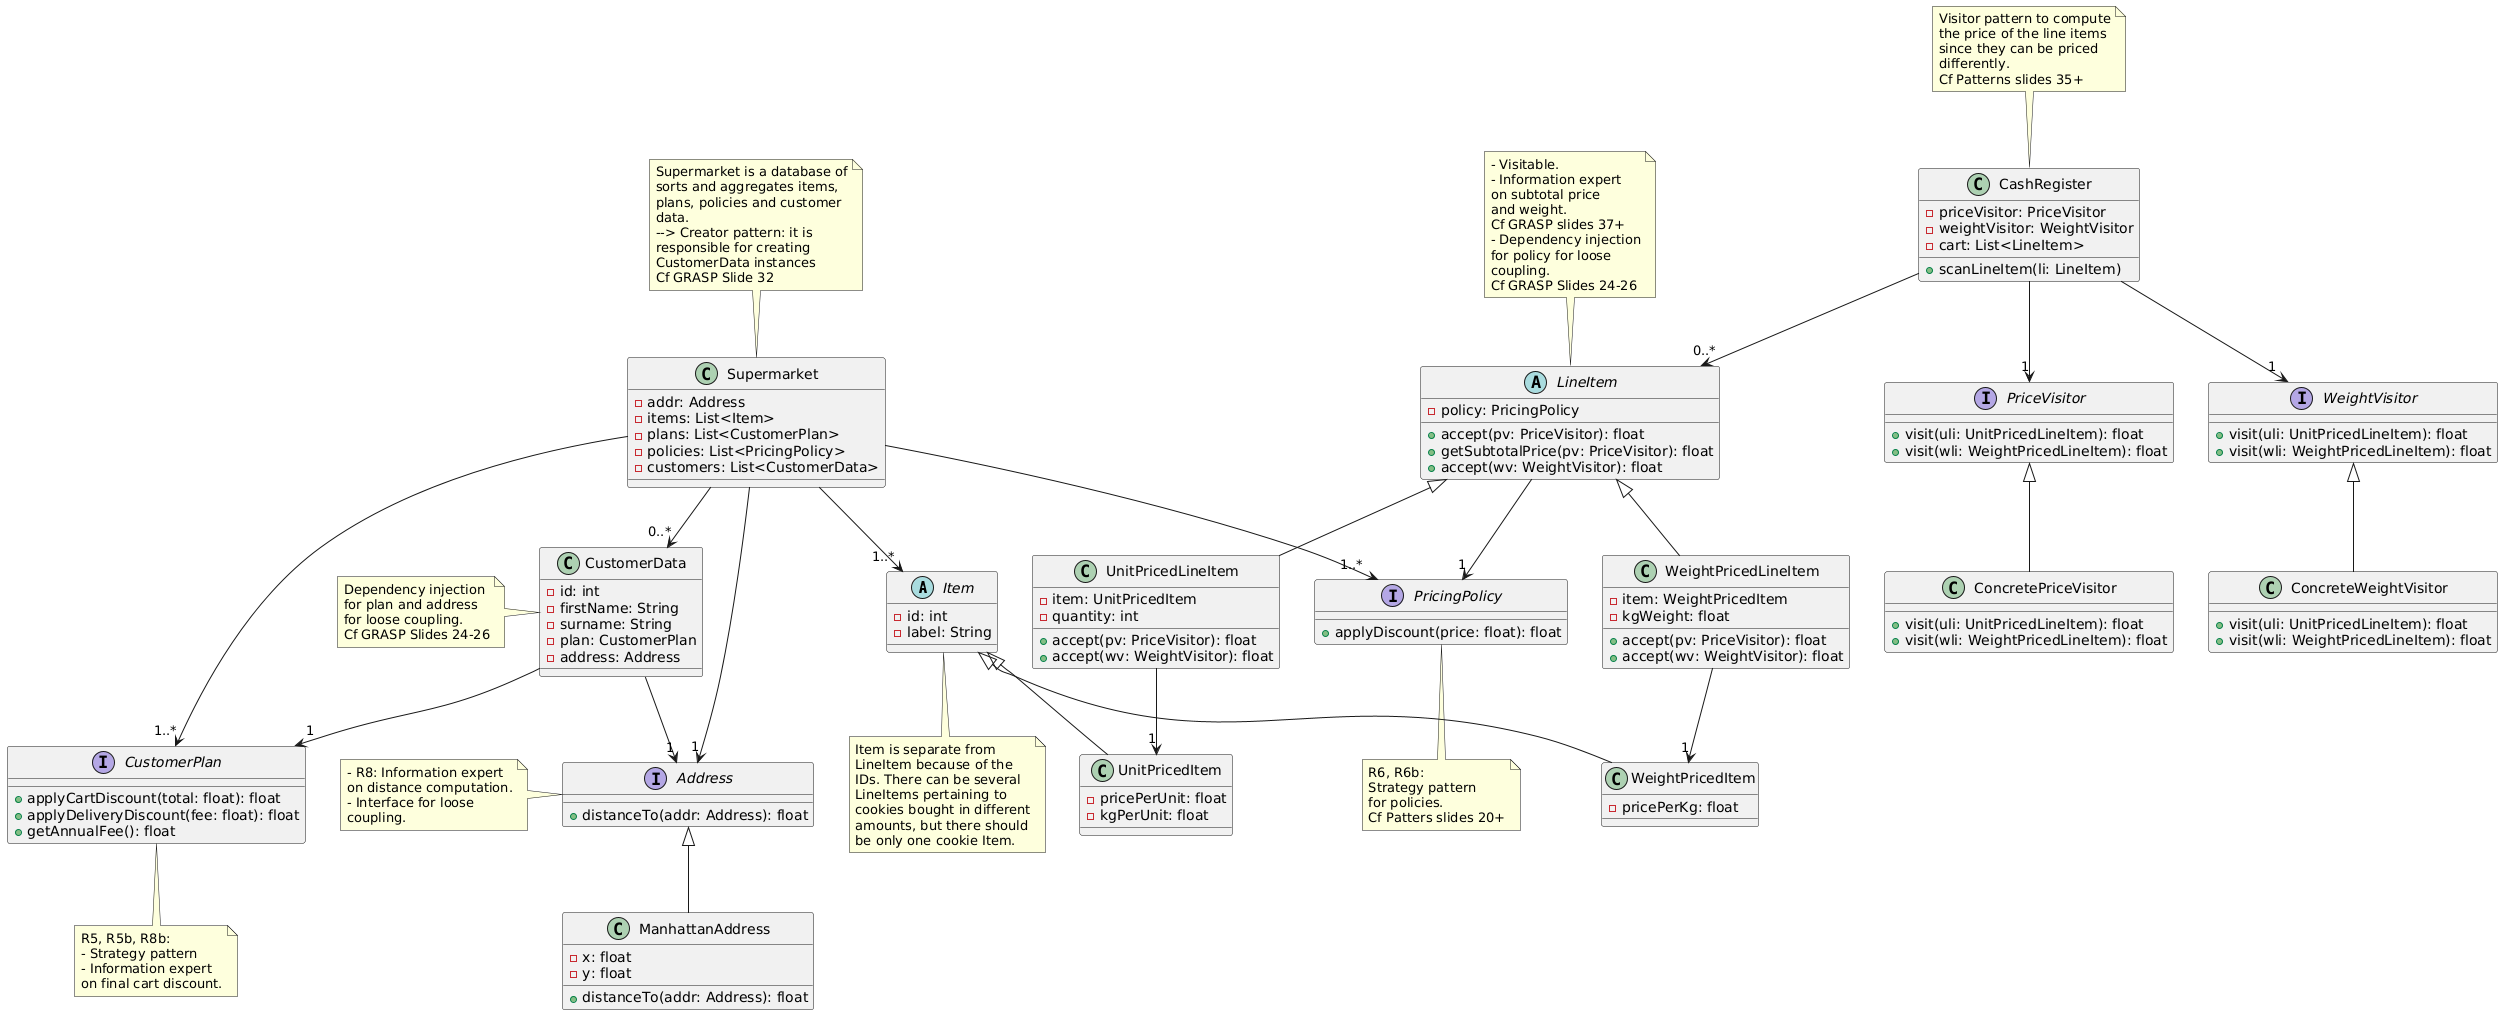 Visitor pattern to compute
the price of the line items
since they can be priced
differently.
Cf Patterns slides 35+
Supermarket is a database of
sorts and aggregates items,
plans, policies and customer
data.
--> Creator pattern: it is
responsible for creating
CustomerData instances
Cf GRASP Slide 32
- Visitable.
- Information expert
on subtotal price
and weight.
Cf GRASP slides 37+
- Dependency injection
for policy for loose
coupling.
Cf GRASP Slides 24-26
C CashRegister
priceVisitor: PriceVisitor
weightVisitor: WeightVisitor
cart: List<LineItem>
scanLineItem(li: LineItem)
C Supermarket
addr: Address
items: List<Item>
plans: List<CustomerPlan>
policies: List<PricingPolicy>
customers: List<CustomerData>
0..*
1
1
A LineItem
policy: PricingPolicy
accept(pv: PriceVisitor): float
getSubtotalPrice(pv: PriceVisitor): float
accept(wv: WeightVisitor): float
I PriceVisitor
visit(uli: UnitPricedLineItem): float
visit(wli: WeightPricedLineItem): float
I WeightVisitor
visit(uli: UnitPricedLineItem): float
visit(wli: WeightPricedLineItem): float
0..*
1..*
1..*
1
Dependency injection
for plan and address
for loose coupling.
Cf GRASP Slides 24-26
C CustomerData
id: int
firstName: String
surname: String
plan: CustomerPlan
address: Address
A Item
id: int
label: String
C UnitPricedLineItem
item: UnitPricedItem
quantity: int
accept(pv: PriceVisitor): float
accept(wv: WeightVisitor): float
I PricingPolicy
applyDiscount(price: float): float
C WeightPricedLineItem
item: WeightPricedItem
kgWeight: float
accept(pv: PriceVisitor): float
accept(wv: WeightVisitor): float
C ConcretePriceVisitor
visit(uli: UnitPricedLineItem): float
visit(wli: WeightPricedLineItem): float
C ConcreteWeightVisitor
visit(uli: UnitPricedLineItem): float
visit(wli: WeightPricedLineItem): float
1..*
1
1
1
1
1
I CustomerPlan
applyCartDiscount(total: float): float
applyDeliveryDiscount(fee: float): float
getAnnualFee(): float
- R8: Information expert
on distance computation.
- Interface for loose
coupling.
I Address
distanceTo(addr: Address): float
Item is separate from
LineItem because of the
IDs. There can be several
LineItems pertaining to
cookies bought in different
amounts, but there should
be only one cookie Item.
C UnitPricedItem
pricePerUnit: float
kgPerUnit: float
R6, R6b:
Strategy pattern
for policies.
Cf Patters slides 20+
C WeightPricedItem
pricePerKg: float
R5, R5b, R8b:
- Strategy pattern
- Information expert
on final cart discount.
C ManhattanAddress
x: float
y: float
distanceTo(addr: Address): float